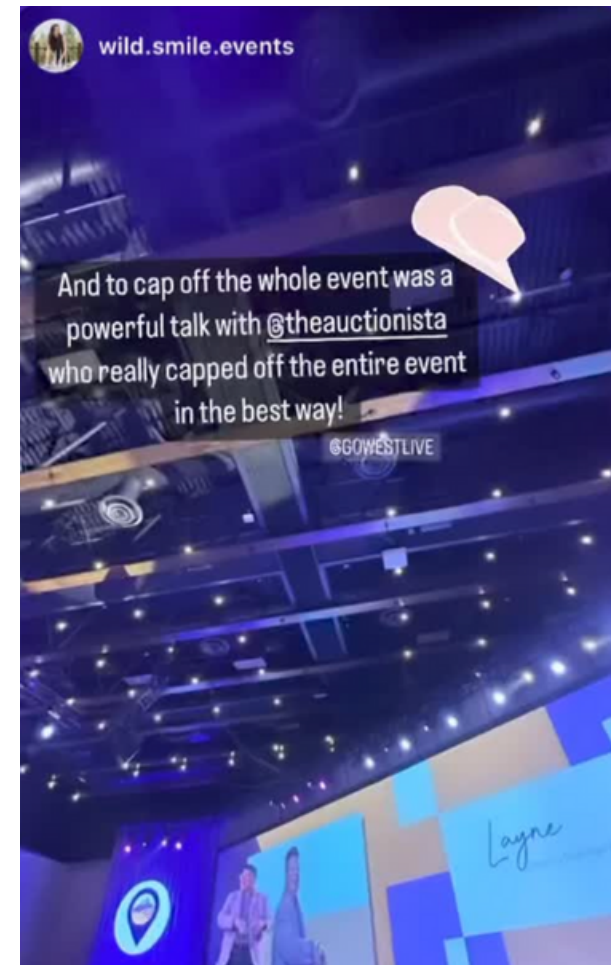 wild.smile.events
And to cap off the whole event was a
powerful talk with @theauctionista
who really capped off the entire event
in the best way!
@GOWESTLIVE
Layne